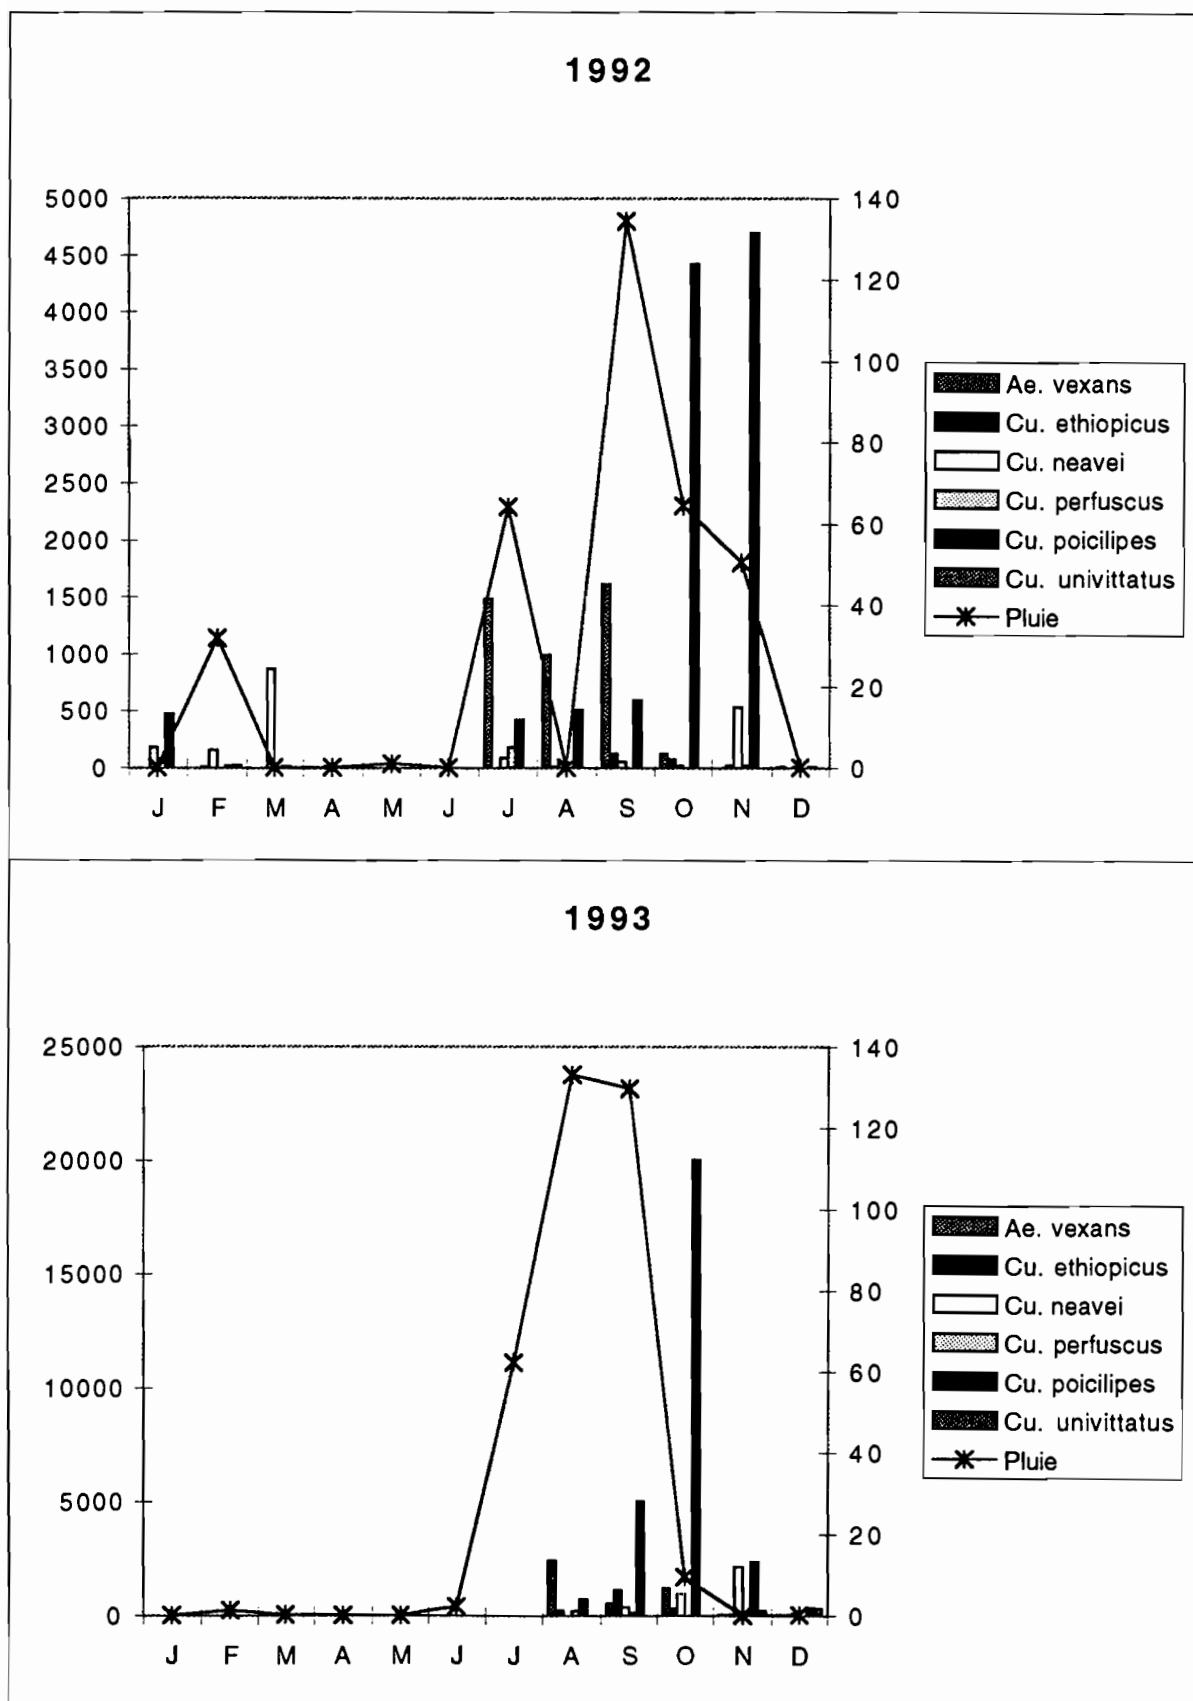 1992
5000
4500
4000
3500
3000
2500
2000
1500
1000
500
0
140
120
100
80
60
40
20
0
J F M A M J J A S O N D
Ae. vexans
Cu. ethiopicus
Cu. neavei
Cu. perfuscus
Cu. poicilipes
Cu. univittatus
Pluie
1993
25000
20000
15000
10000
5000
0
140
120
100
80
60
40
20
0
J F M A M J J A S O N D
Ae. vexans
Cu. ethiopicus
Cu. neavei
Cu. perfuscus
Cu. poicilipes
Cu. univittatus
Pluie